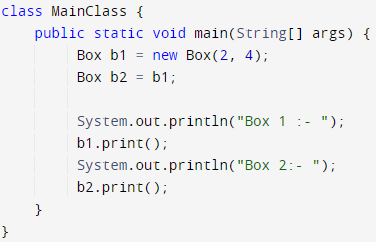 class MainClass {
    public static void main(String[] args) {
        Box b1 = new Box(2, 4);
        Box b2 = b1;

        System.out.println("Box 1 :- ");
        b1.print();
        System.out.println("Box 2:- ");
        b2.print();
    }
}